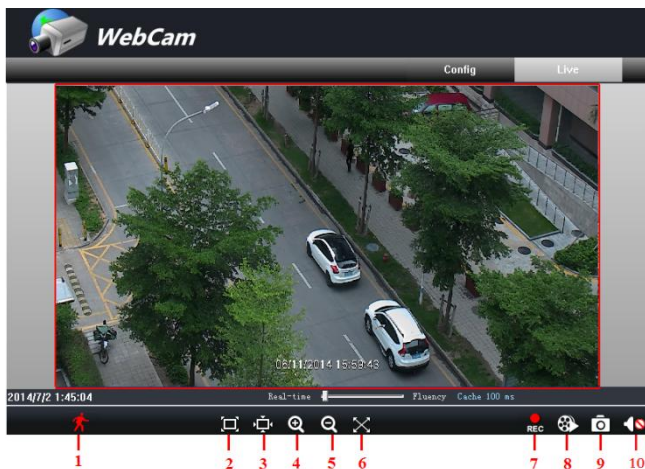 WebCam
Config Live
06/11/2014 15:59:43
2014/7/2 1:45:04 Real-time Fluency Cache 100 ms
REC
1 2 3 4 5 6 7 8 9 10